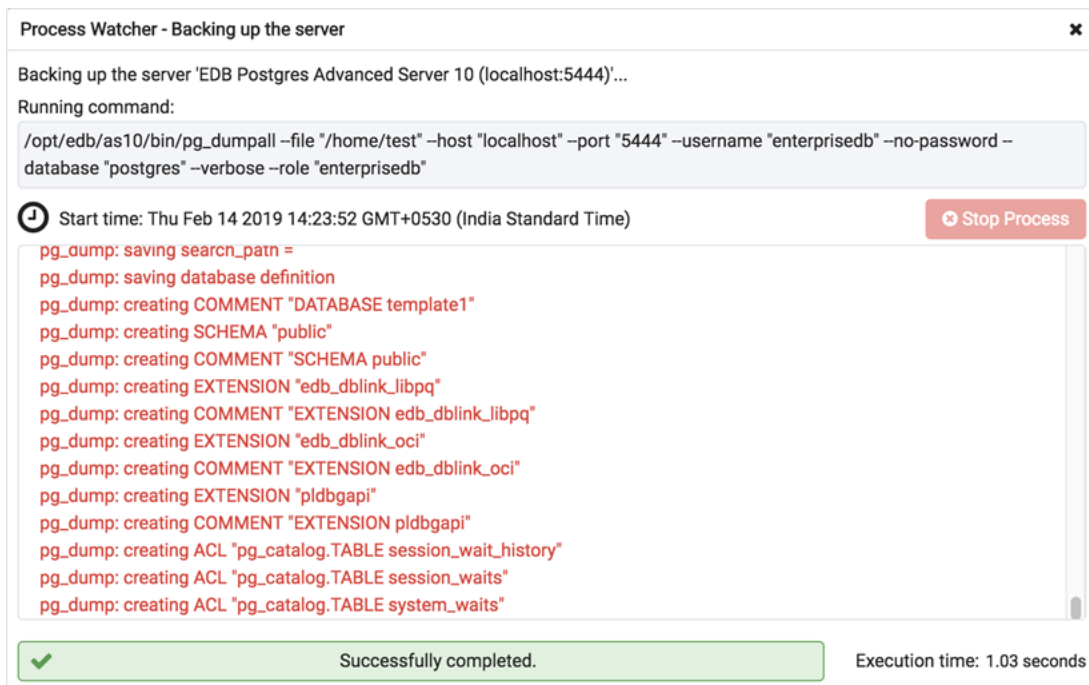 Process Watcher - Backing up the server
Backing up the server 'EDB Postgres Advanced Server 10 (localhost:5444)'...
Running command:
/opt/edb/as10/bin/pg_dumpall --file "/home/test" --host "localhost" --port "5444" --username "enterprisedb" --no-password --
database "postgres" --verbose --role "enterprisedb"
Start time: Thu Feb 14 2019 14:23:52 GMT+0530 (India Standard Time)
Stop Process
pg_dump: saving search_path =
pg_dump: saving database definition
pg_dump: creating COMMENT "DATABASE template1"
pg_dump: creating SCHEMA "public"
pg_dump: creating COMMENT "SCHEMA public"
pg_dump: creating EXTENSION "edb_dblink_libpq"
pg_dump: creating COMMENT "EXTENSION edb_dblink_libpq"
pg_dump: creating EXTENSION "edb_dblink_oci"
pg_dump: creating COMMENT "EXTENSION edb_dblink_oci"
pg_dump: creating EXTENSION "pldbgapi"
pg_dump: creating COMMENT "EXTENSION pldbgapi"
pg_dump: creating ACL "pg_catalog.TABLE session_wait_history"
pg_dump: creating ACL "pg_catalog.TABLE session_waits"
pg_dump: creating ACL "pg_catalog.TABLE system_waits"
Successfully completed.
Execution time: 1.03 seconds